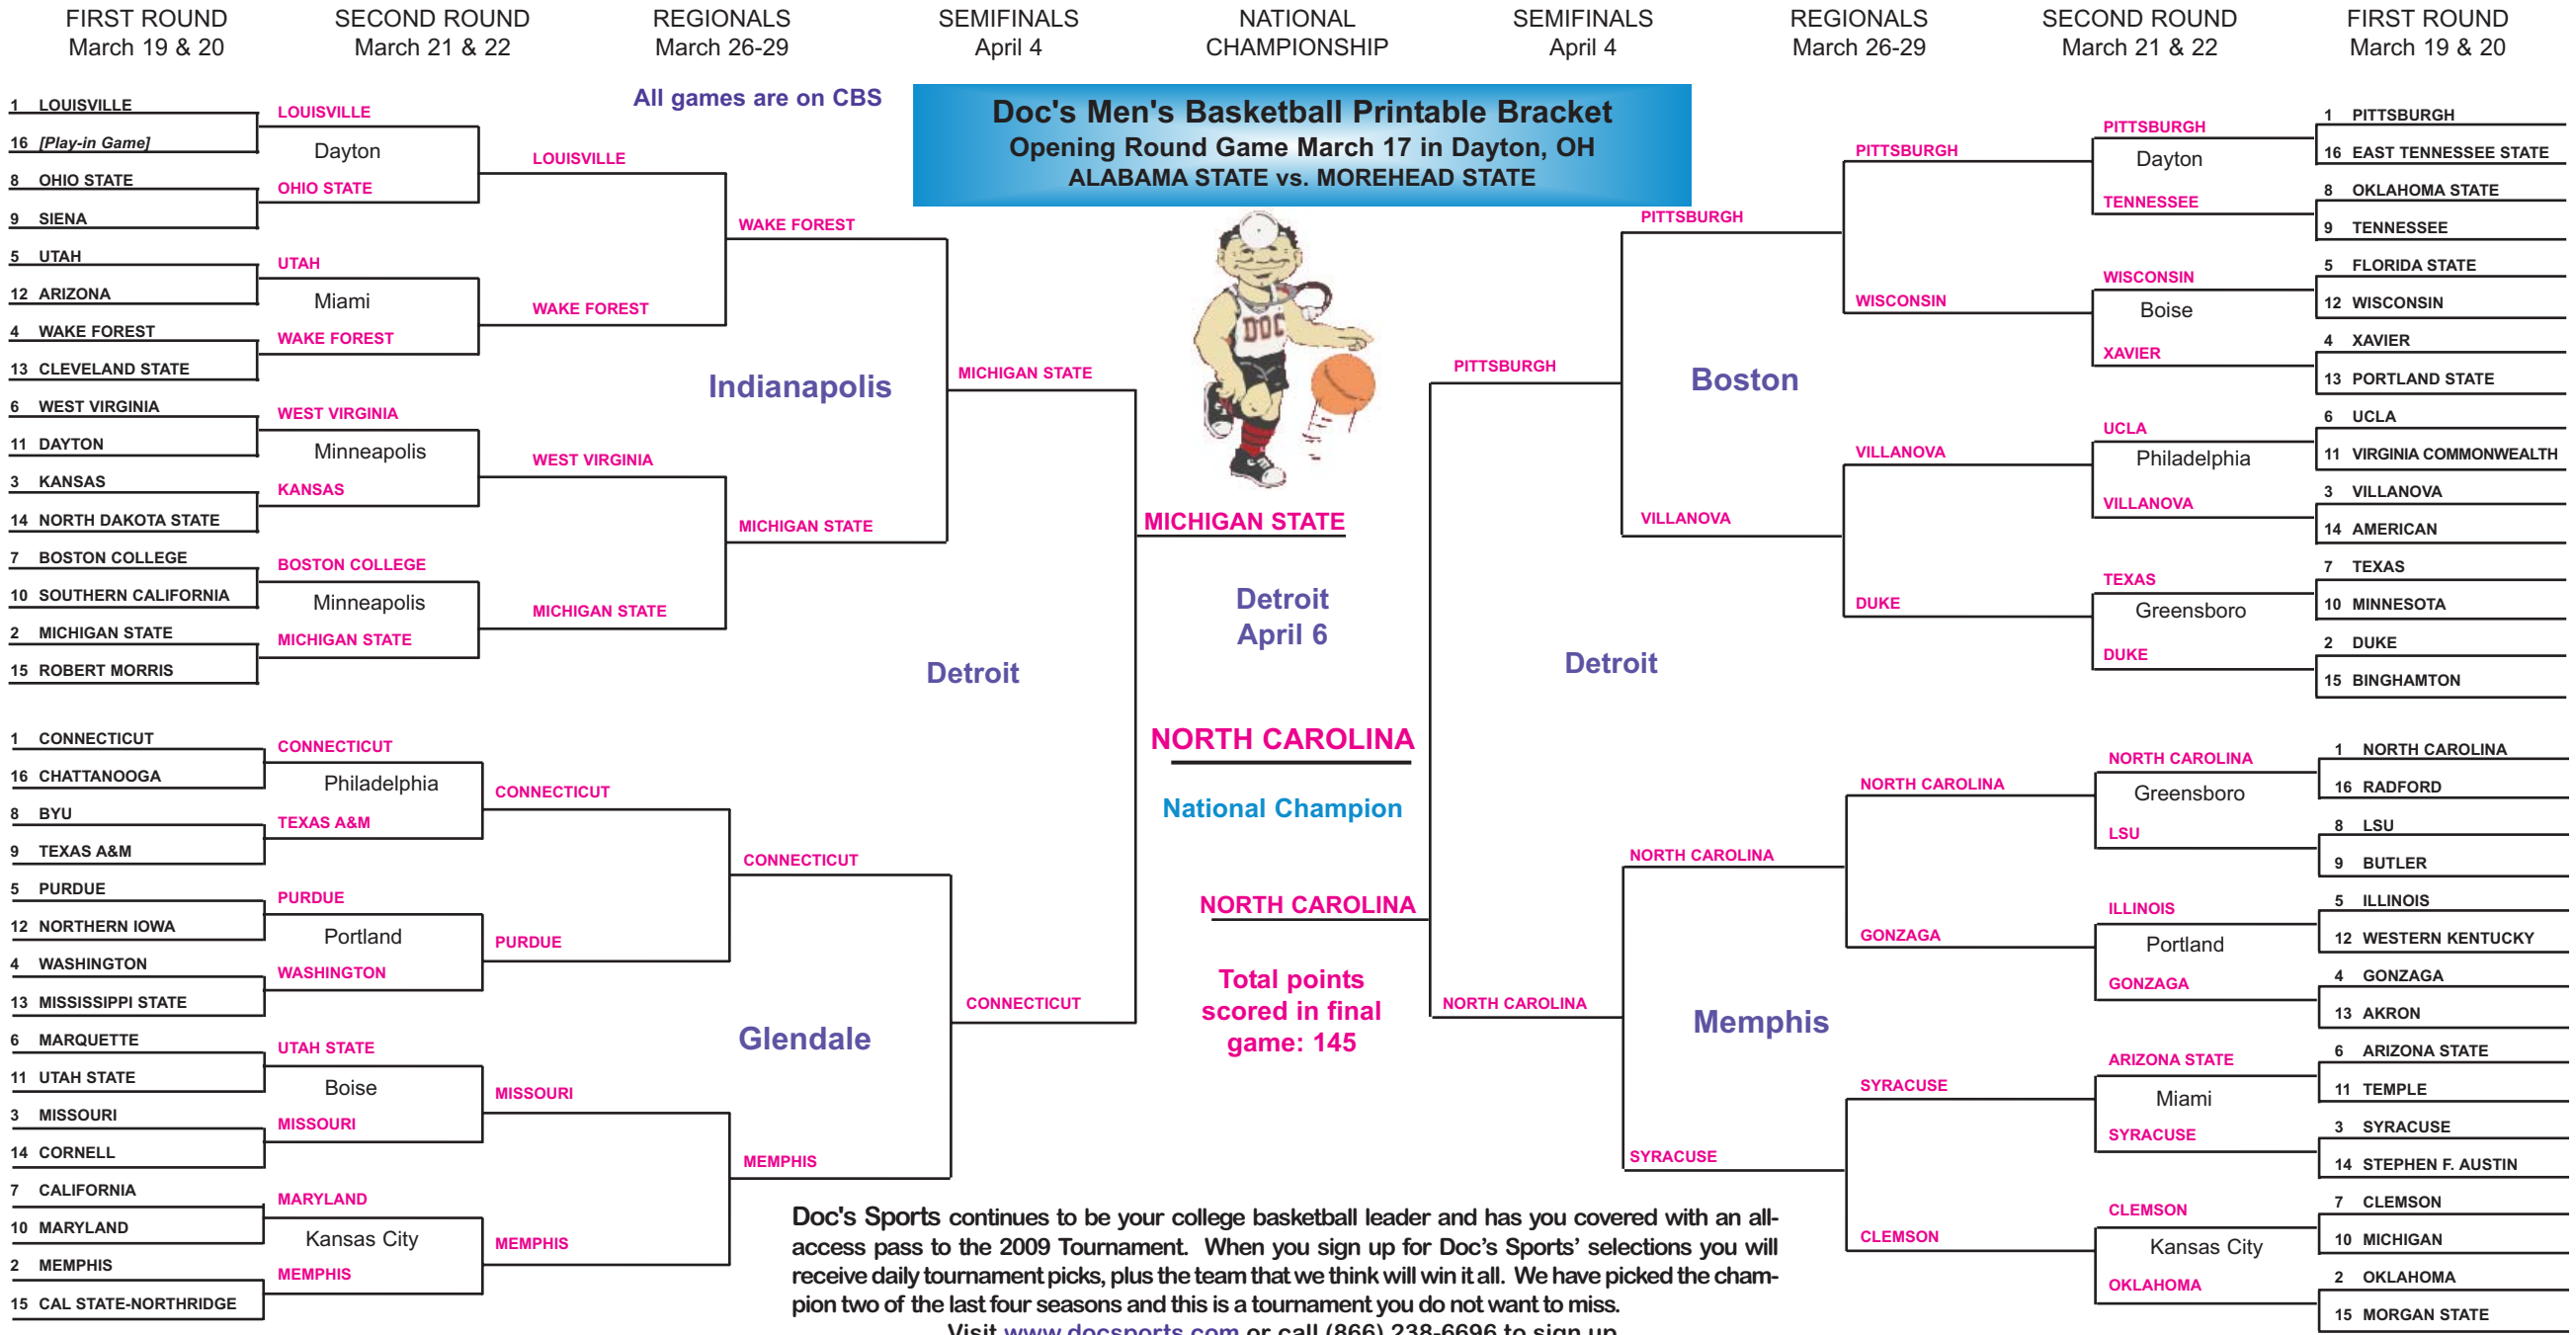 FIRST ROUND
March 19 & 20
SECOND ROUND
March 21 & 22
REGIONALS
March 26-29
SEMIFINALS
April 4
NATIONAL
CHAMPIONSHIP
SEMIFINALS
April 4
REGIONALS
March 26-29
SECOND ROUND
March 21 & 22
FIRST ROUND
March 19 & 20
All games are on CBS
Doc's Men's Basketball Printable Bracket
Opening Round Game March 17 in Dayton, OH
ALABAMA STATE vs. MOREHEAD STATE
DOC
1 LOUISVILLE
16 [Play-in Game]
8 OHIO STATE
9 SIENA
5 UTAH
12 ARIZONA
4 WAKE FOREST
13 CLEVELAND STATE
6 WEST VIRGINIA
11 DAYTON
3 KANSAS
14 NORTH DAKOTA STATE
7 BOSTON COLLEGE
10 SOUTHERN CALIFORNIA
2 MICHIGAN STATE
15 ROBERT MORRIS
LOUISVILLE
Dayton
OHIO STATE
UTAH
Miami
WAKE FOREST
WEST VIRGINIA
Minneapolis
KANSAS
BOSTON COLLEGE
Minneapolis
MICHIGAN STATE
LOUISVILLE
WAKE FOREST
WEST VIRGINIA
MICHIGAN STATE
WAKE FOREST
Indianapolis
MICHIGAN STATE
MICHIGAN STATE
Detroit
1 CONNECTICUT
16 CHATTANOOGA
8 BYU
9 TEXAS A&M
5 PURDUE
12 NORTHERN IOWA
4 WASHINGTON
13 MISSISSIPPI STATE
6 MARQUETTE
11 UTAH STATE
3 MISSOURI
14 CORNELL
7 CALIFORNIA
10 MARYLAND
2 MEMPHIS
15 CAL STATE-NORTHRIDGE
CONNECTICUT
Philadelphia
TEXAS A&M
PURDUE
Portland
WASHINGTON
UTAH STATE
Boise
MISSOURI
MARYLAND
Kansas City
MEMPHIS
CONNECTICUT
PURDUE
MISSOURI
MEMPHIS
CONNECTICUT
Glendale
MEMPHIS
CONNECTICUT
MICHIGAN STATE
Detroit
April 6
NORTH CAROLINA
National Champion
NORTH CAROLINA
Total points
scored in final
game: 145
PITTSBURGH
Detroit
NORTH CAROLINA
PITTSBURGH
Boston
VILLANOVA
PITTSBURGH
WISCONSIN
VILLANOVA
DUKE
PITTSBURGH
Dayton
TENNESSEE
WISCONSIN
Boise
XAVIER
UCLA
Philadelphia
VILLANOVA
TEXAS
Greensboro
DUKE
1 PITTSBURGH
16 EAST TENNESSEE STATE
8 OKLAHOMA STATE
9 TENNESSEE
5 FLORIDA STATE
12 WISCONSIN
4 XAVIER
13 PORTLAND STATE
6 UCLA
11 VIRGINIA COMMONWEALTH
3 VILLANOVA
14 AMERICAN
7 TEXAS
10 MINNESOTA
2 DUKE
15 BINGHAMTON
NORTH CAROLINA
Memphis
SYRACUSE
NORTH CAROLINA
GONZAGA
SYRACUSE
CLEMSON
NORTH CAROLINA
Greensboro
LSU
ILLINOIS
Portland
GONZAGA
ARIZONA STATE
Miami
SYRACUSE
CLEMSON
Kansas City
OKLAHOMA
1 NORTH CAROLINA
16 RADFORD
8 LSU
9 BUTLER
5 ILLINOIS
12 WESTERN KENTUCKY
4 GONZAGA
13 AKRON
6 ARIZONA STATE
11 TEMPLE
3 SYRACUSE
14 STEPHEN F. AUSTIN
7 CLEMSON
10 MICHIGAN
2 OKLAHOMA
15 MORGAN STATE
Doc's Sports continues to be your college basketball leader and has you covered with an all-
access pass to the 2009 Tournament. When you sign up for Doc's Sports' selections you will
receive daily tournament picks, plus the team that we think will win it all. We have picked the cham-
pion two of the last four seasons and this is a tournament you do not want to miss.
Visit www.docsports.com or call (866) 238-6696 to sign up